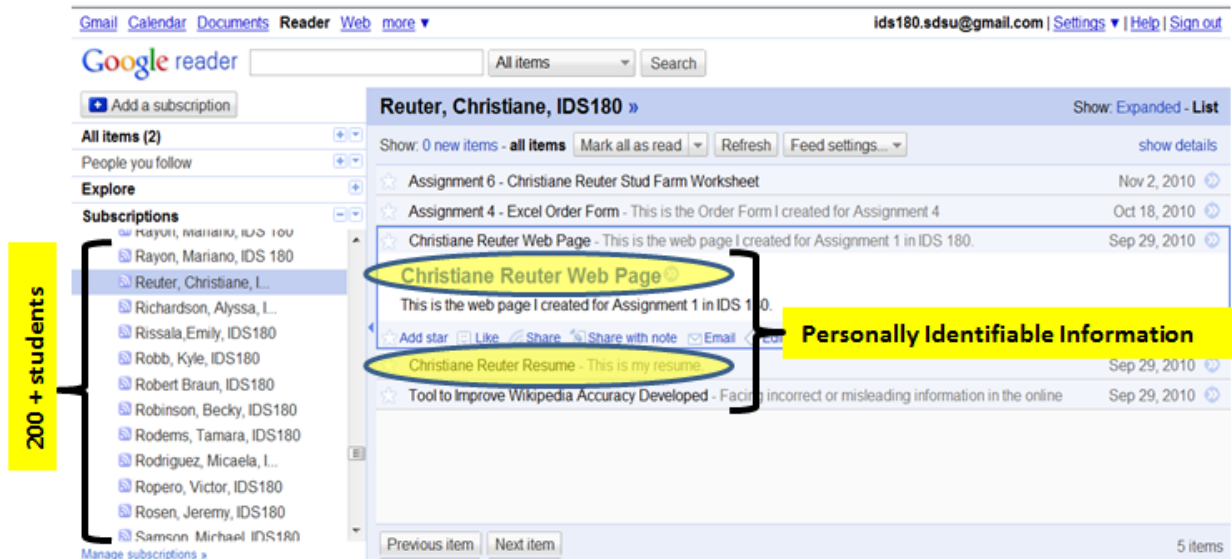 Gmail Calendar Documents Reader Web more ▼ ids180.sdsu@gmail.com | Settings ▼ | Help | Sign out
Google reader All items Search
Add a subscription
All items (2)
People you follow
Explore
Subscriptions
Rayon, Mariano, IDS 180
Rayon, Mariano, IDS 180
Reuter, Christiane, I...
Richardson, Alyssa, I...
Rissala,Emily, IDS180
Robb, Kyle, IDS180
Robert Braun, IDS180
Robinson, Becky, IDS180
Rodems, Tamara, IDS180
Rodriguez, Micaela, I...
Ropero, Victor, IDS180
Rosen, Jeremy, IDS180
Samson, Michael, IDS180
Manage subscriptions »
200 + students
Reuter, Christiane, IDS180 » Show: Expanded - List
Show: 0 new items - all items Mark all as read Refresh Feed settings... show details
Assignment 6 - Christiane Reuter Stud Farm Worksheet Nov 2, 2010
Assignment 4 - Excel Order Form - This is the Order Form I created for Assignment 4 Oct 18, 2010
Christiane Reuter Web Page - This is the web page I created for Assignment 1 in IDS 180. Sep 29, 2010
Christiane Reuter Web Page
This is the web page I created for Assignment 1 in IDS 180.
Add star Like Share Share with note Email
Personally Identifiable Information
Christiane Reuter Resume - This is my resume. Sep 29, 2010
Tool to Improve Wikipedia Accuracy Developed - Facing incorrect or misleading information in the online Sep 29, 2010
Previous item Next item 5 items